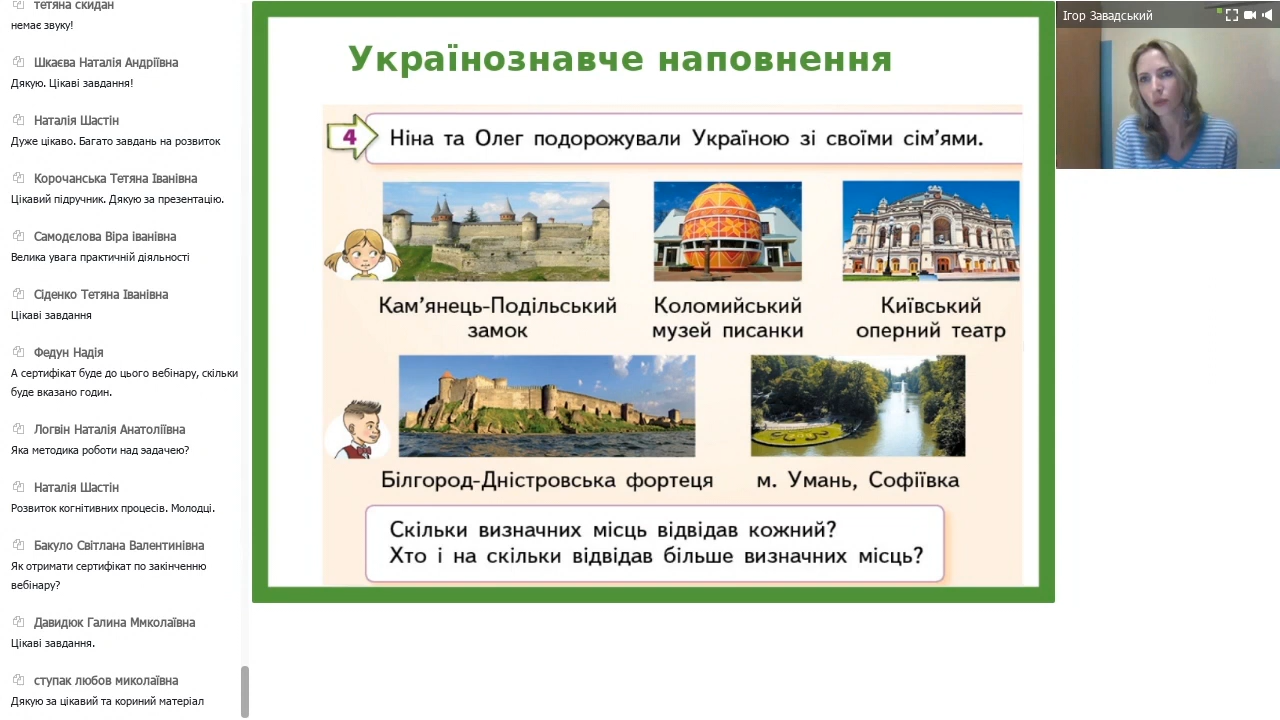 тетяна скидан
немає звуку!
Шкаєва Наталія Андріївна
Дякую. Цікаві завдання!
Наталія Шастін
Дуже цікаво. Багато завдань на розвиток
Корочанська Тетяна Іванівна
Цікавий підручник. Дякую за презентацію.
Самодєлова Віра іванівна
Велика увага практичній діяльності
Сіденко Тетяна Іванівна
Цікаві завдання
Федун Надія
А сертифікат буде до цього вебінару, скільки
буде вказано годин.
Логвін Наталія Анатоліївна
Яка методика роботи над эадачею?
Наталія Шастін
Розвиток когнітивних процесів. Молодці.
Бакуло Світлана Валентинівна
Як отримати сертифікат по закінченню
вебінару?
Давидюк Галина Ммколаївна
Цікаві завдання.
ступак любов миколаївна
Дякую за цікавий та кориний матеріал
Українознавче наповнення
4 Ніна та Олег подорожували Україною зі своїми сім’ями.
Кам’янець-Подільський
замок
Коломийський
музей писанки
Київський
оперний театр
Білгород-Дністровська фортеця
м. Умань, Софіївка
Скільки визначних місць відвідав кожний?
Хто і на скільки відвідав більше визначних місць?
Ігор Завадський